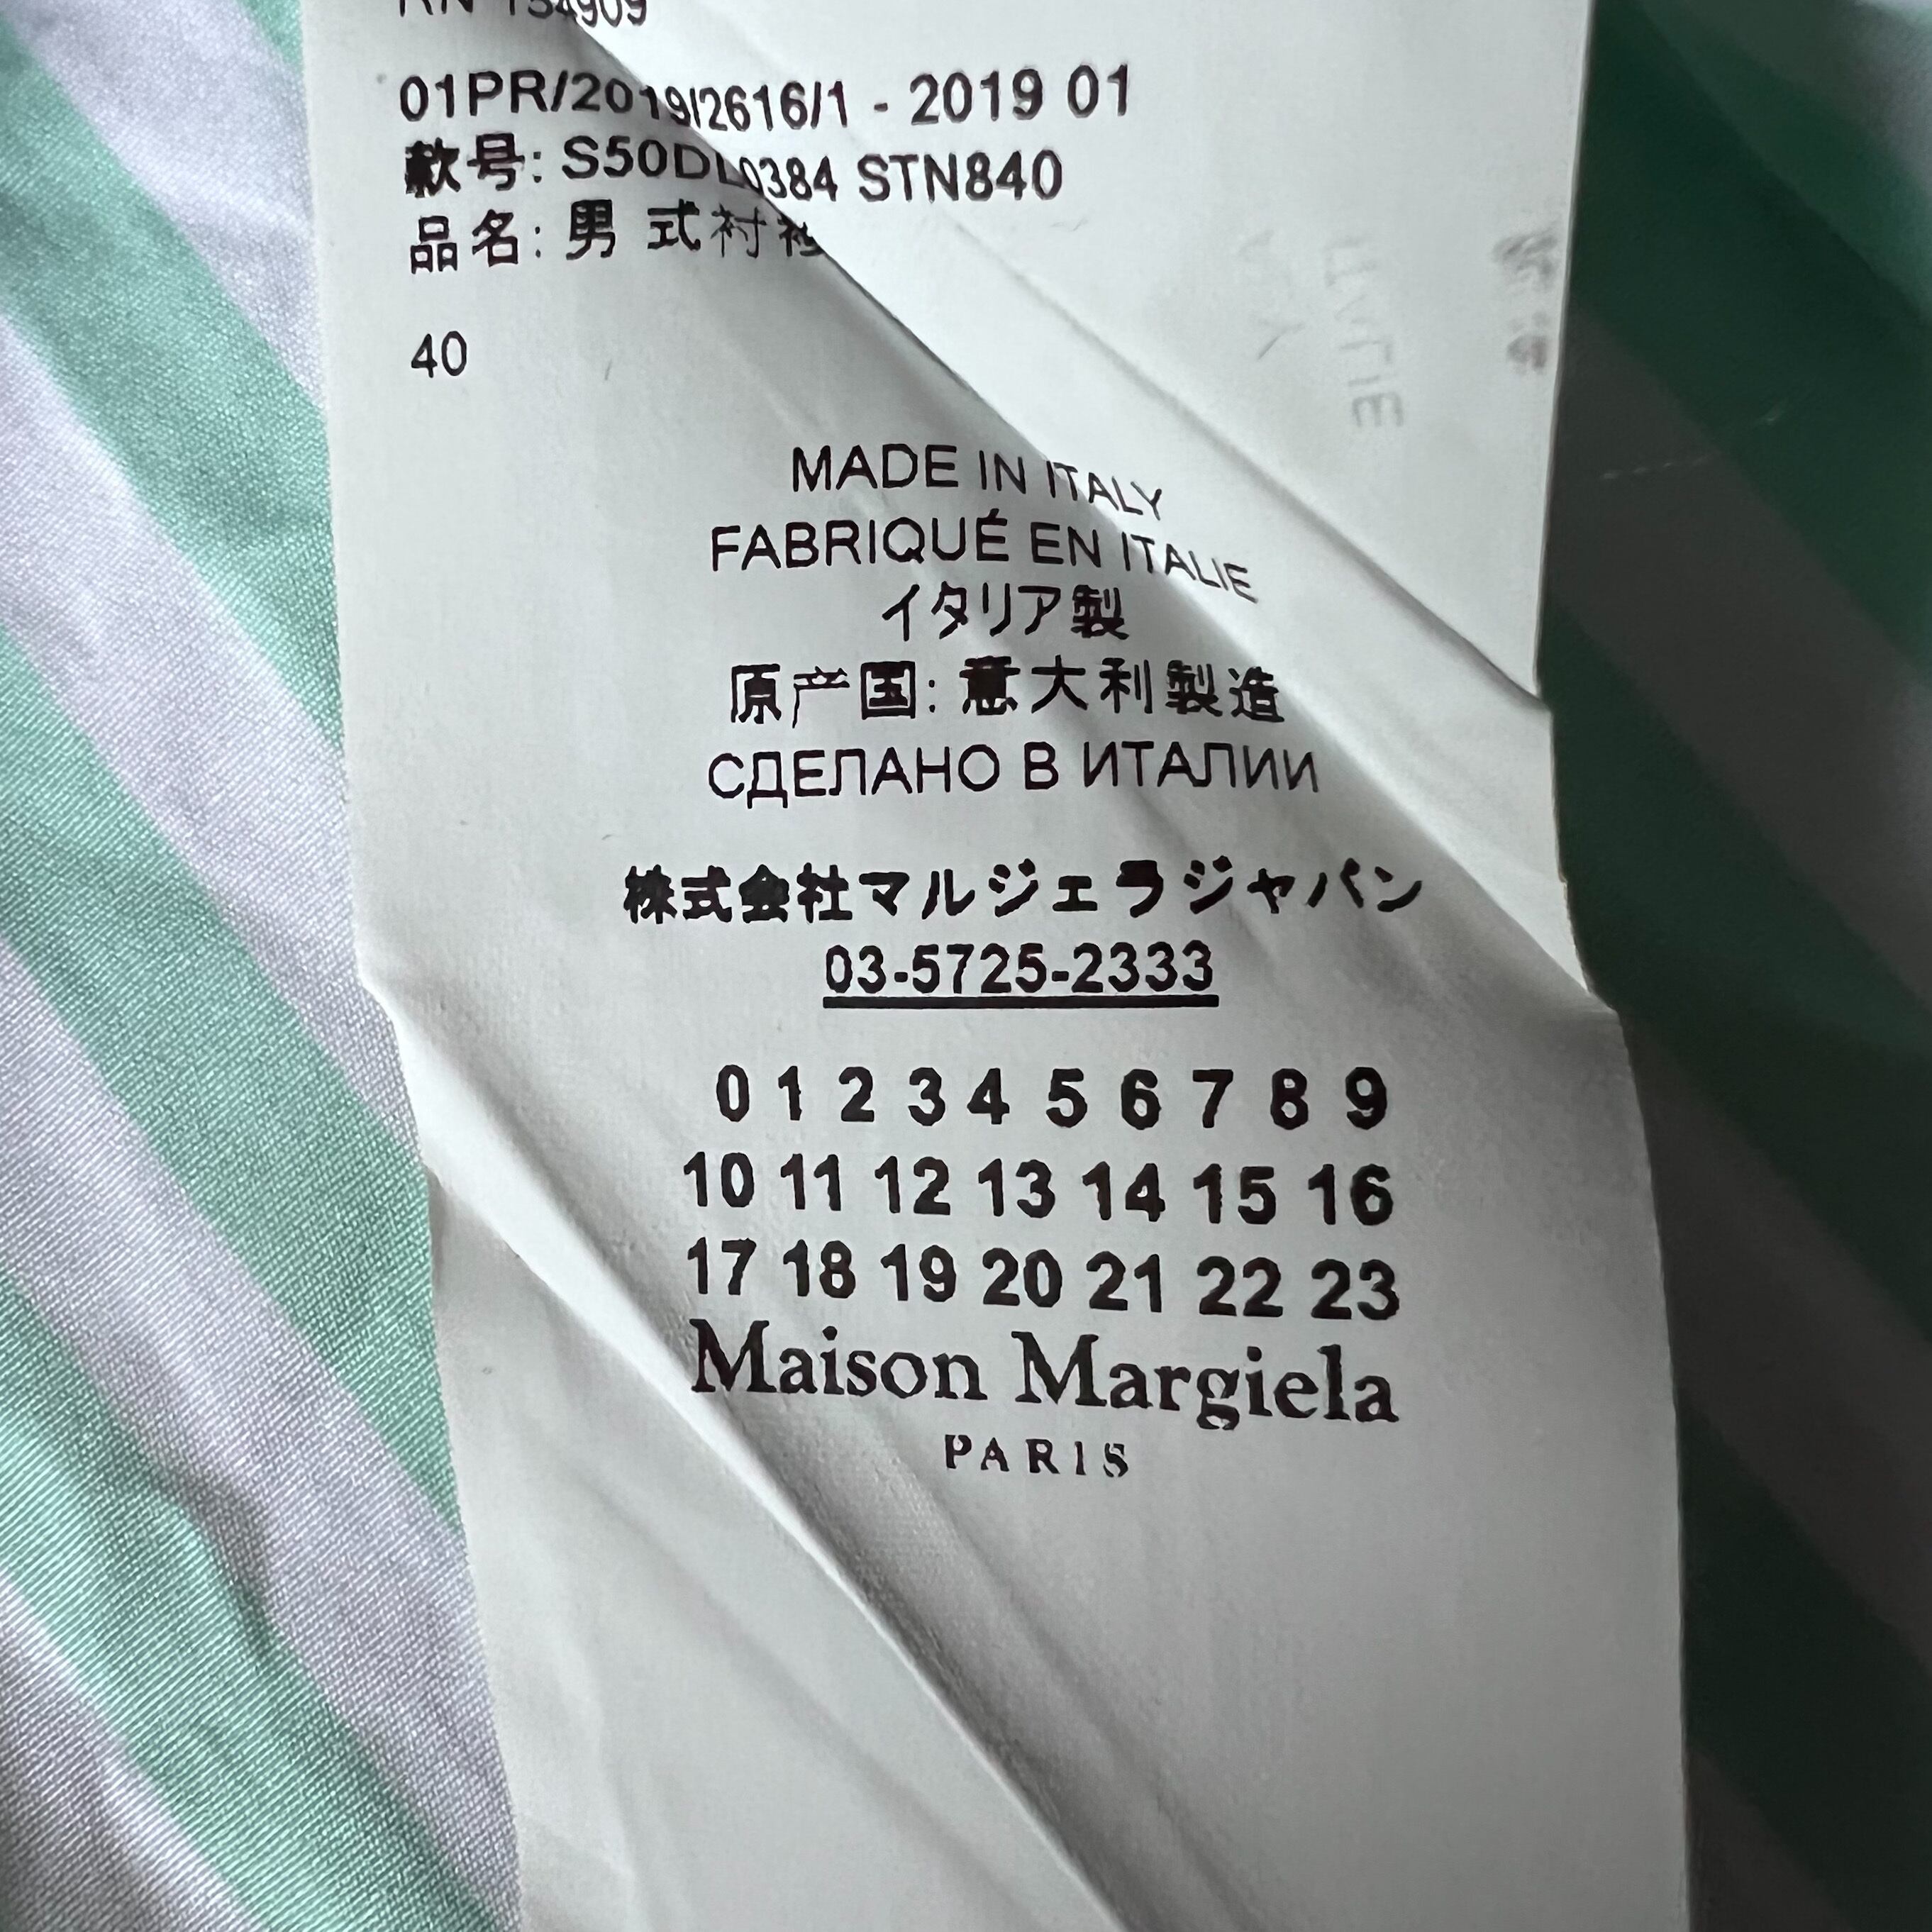 RN 154909
01PR/2019/2616/1 - 2019 01
款号: S50DL0384 STN840
品名: 男 式衬衫
40
MADE IN ITALY
FABRIQUÉ EN ITALIE
イタリア製
原产国: 意大利製造
СДЕЛАНО В ИТАЛИИ
株式会社マルジェラジャパン
03-5725-2333
0 1 2 3 4 5 6 7 8 9
10 11 12 13 14 15 16
17 18 19 20 21 22 23
Maison Margiela
PARIS